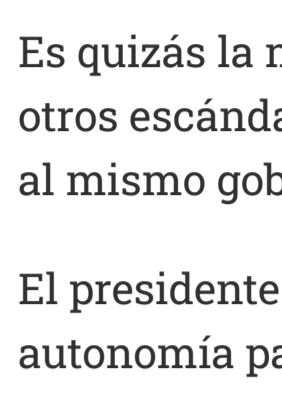 Es quizás la
otros
al mismo
El presidente
autonomía